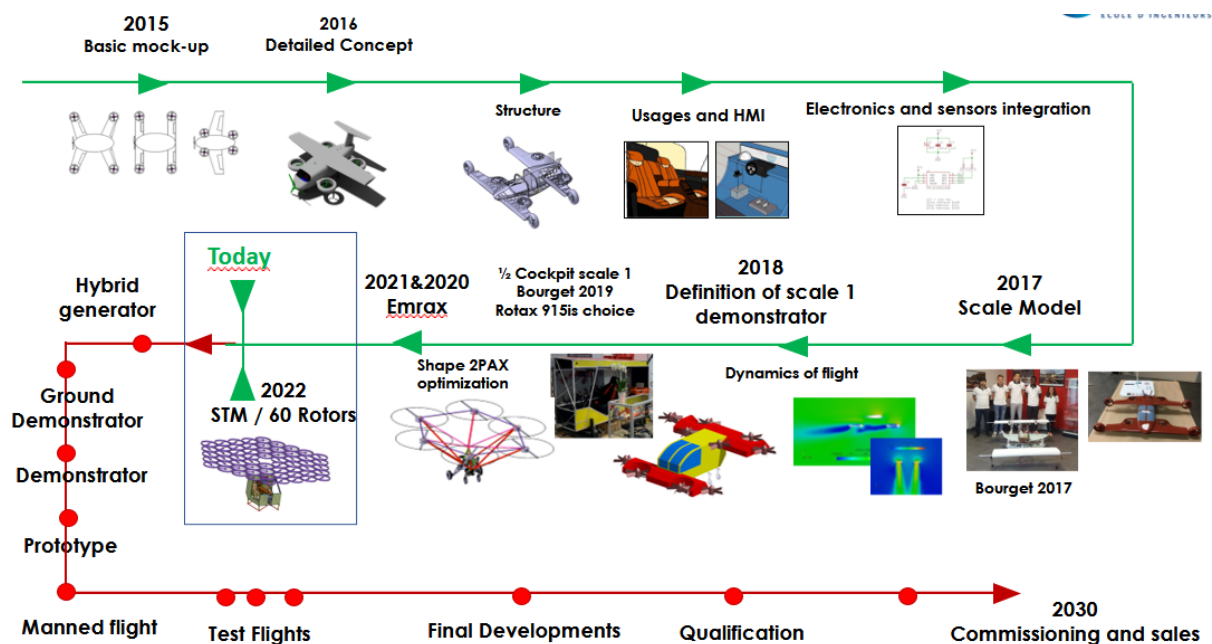 ECOLE D'INGENIEURS
2015
Basic mock-up
2016
Detailed Concept
Structure
Usages and HMI
Electronics and sensors integration
Today
Hybrid
generator
2021&2020
Emrax
½ Cockpit scale 1
Bourget 2019
Rotax 915is choice
2018
Definition of scale 1
demonstrator
2017
Scale Model
Shape 2PAX
optimization
Dynamics of flight
Ground
Demonstrator
2022
STM / 60 Rotors
Demonstrator
Bourget 2017
Prototype
Manned flight
Test Flights
Final Developments
Qualification
2030
Commissioning and sales